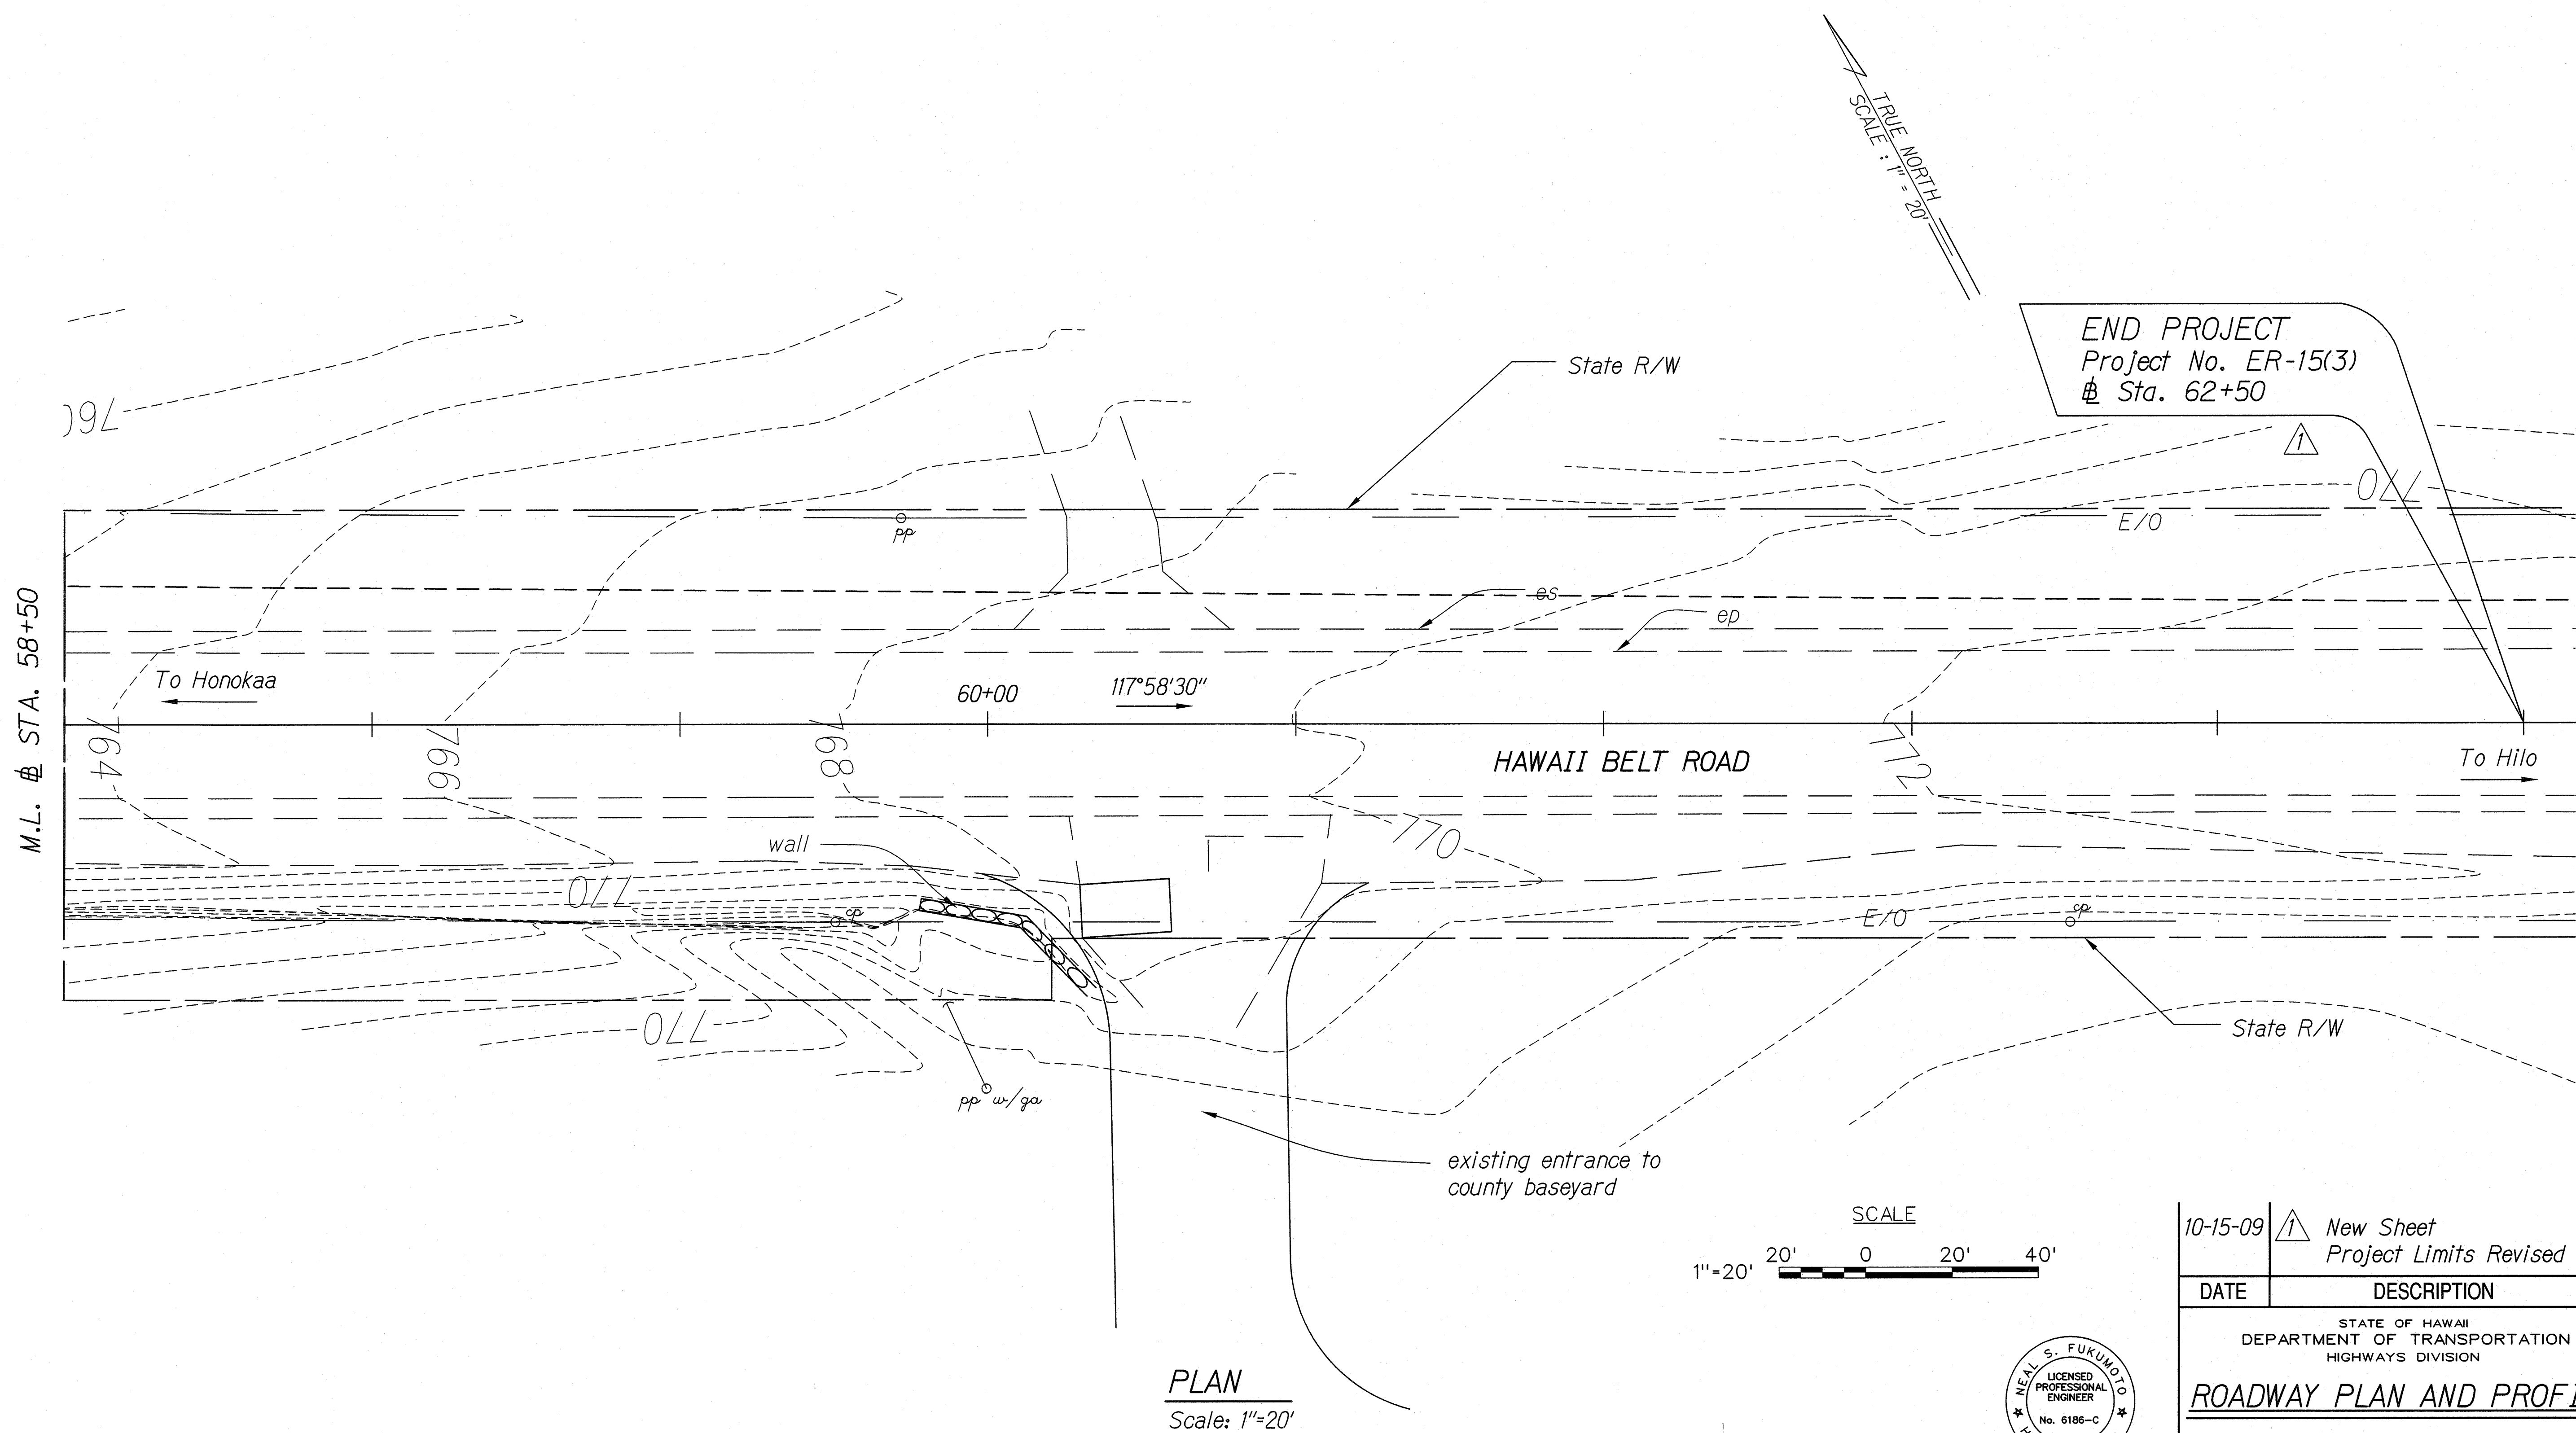 TRUE NORTH
SCALE : 1" = 20'
END PROJECT
Project No. ER-15(3)
℄ Sta. 62+50
1
State R/W
760
770
pp
E/O
es
ep
M.L. ℄ STA. 58+50
To Honokaa
60+00
117°58'30"
764
766
768
HAWAII BELT ROAD
772
To Hilo
wall
770
770
cp
E/O
cp
State R/W
770
pp w/ga
existing entrance to
county baseyard
SCALE
20' 0 20' 40'
1"=20'
10-15-09 1 New Sheet
Project Limits Revised
DATE DESCRIPTION
STATE OF HAWAII
DEPARTMENT OF TRANSPORTATION
HIGHWAYS DIVISION
NEAL S. FUKUMOTO
LICENSED
PROFESSIONAL
ENGINEER
No. 6186-C
ROADWAY PLAN AND PROFI
PLAN
Scale: 1"=20'